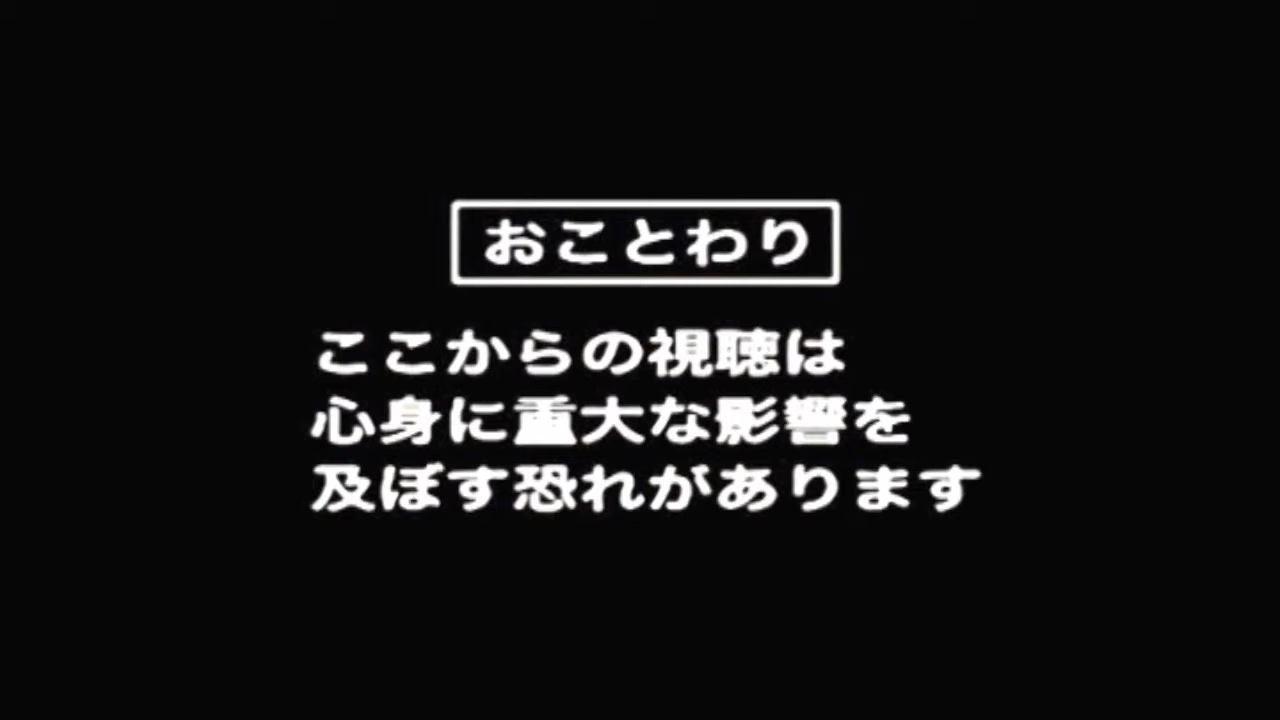 おことわり
ここからの視聴は
心身に重大な影響を
及ぼす恐れがあります